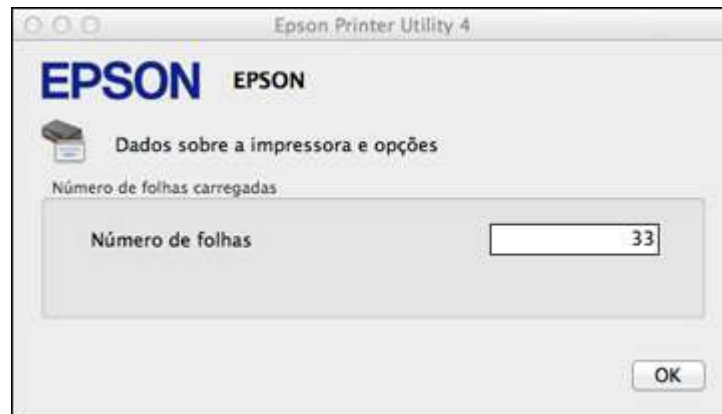 Epson Printer Utility 4
EPSON EPSON
Dados sobre a impressora e opções
Número de folhas carregadas
Número de folhas 33
OK